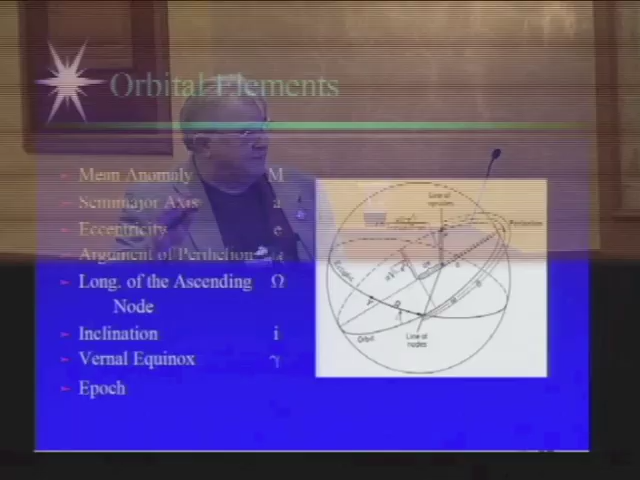 Orbital Elements
Mean Anomaly M
Semimajor Axis a
Eccentricity e
Argument of Perihelion ω
Long. of the Ascending Ω
Node
Inclination i
Vernal Equinox γ
Epoch
Line of
apsides
Perihelion
Orbit
Line of
nodes